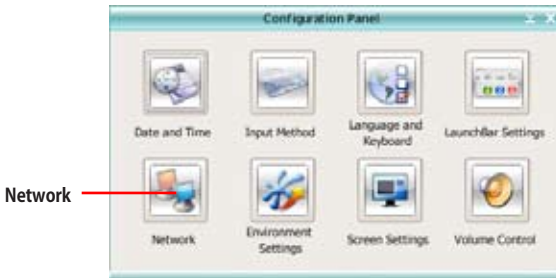 Configuration Panel
Date and Time
Input Method
Language and
Keyboard
LaunchBar Settings
Network
Network
Environment
Settings
Screen Settings
Volume Control